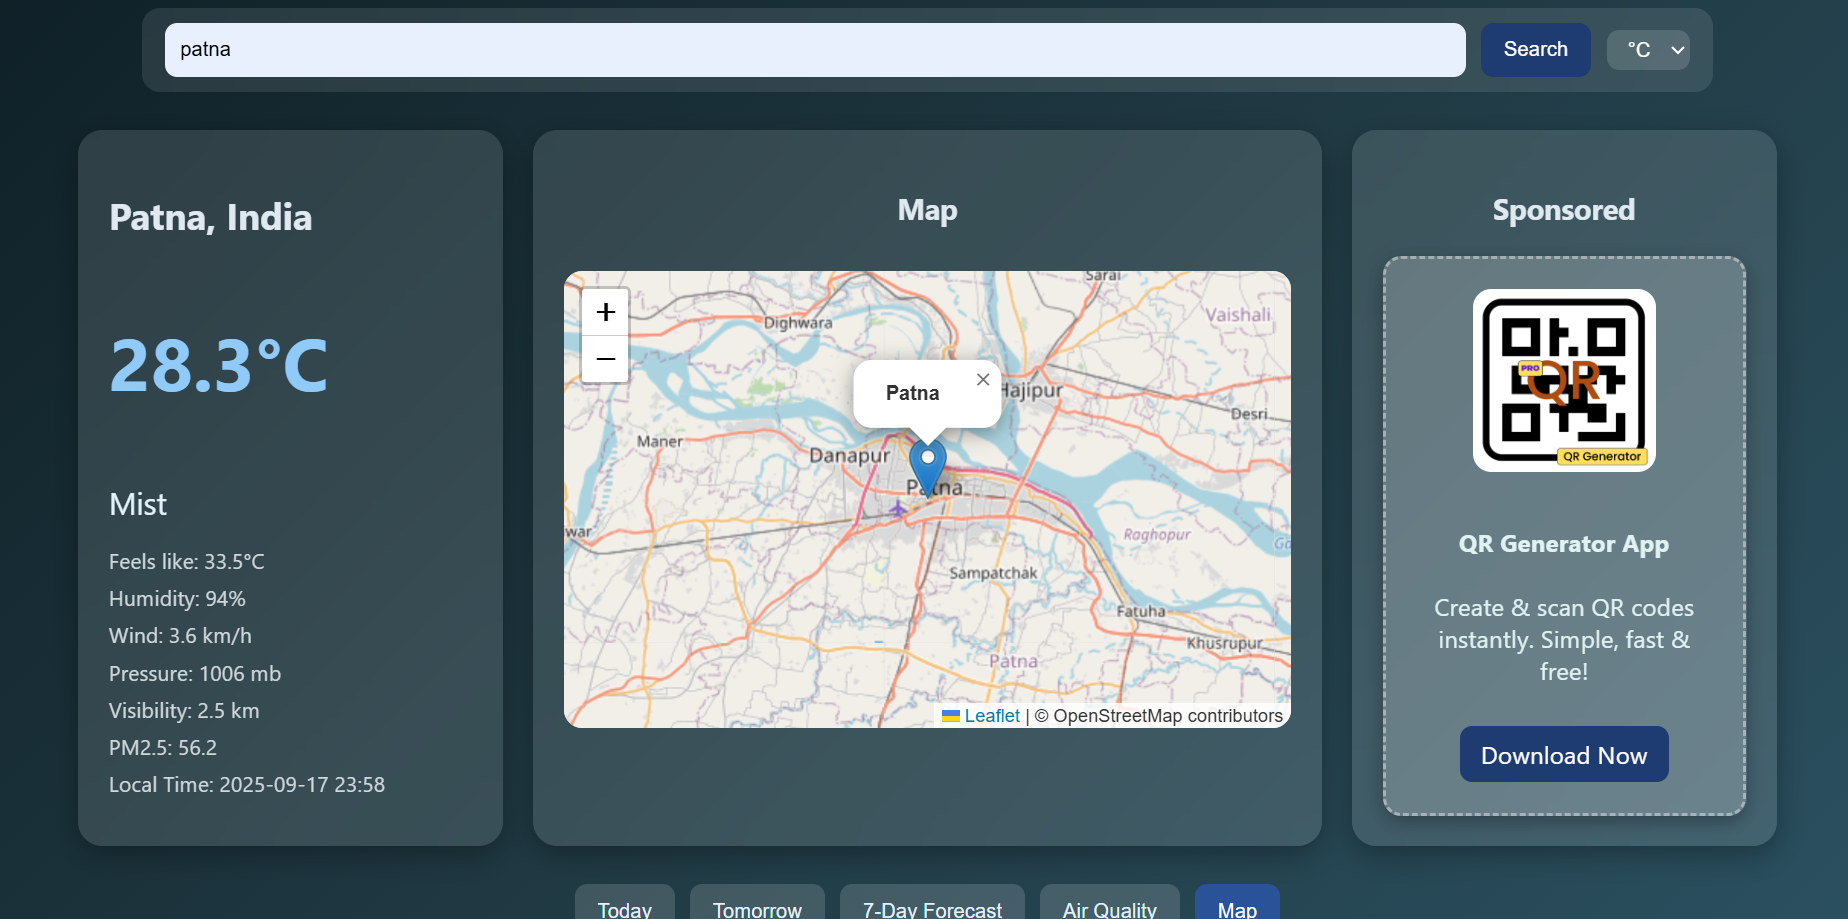 patna
Search
°C
Patna, India
28.3°C
Mist
Feels like: 33.5°C
Humidity: 94%
Wind: 3.6 km/h
Pressure: 1006 mb
Visibility: 2.5 km
PM2.5: 56.2
Local Time: 2025-09-17 23:58
Map
+
−
Sarai
Vaishali
Dighwara
Patna ×
Hajipur
Desri
Maner
Danapur
Patna
war
Raghopur
Ga
Sampatchak
Fatuha
Khusrupur
Patna
Leaflet | © OpenStreetMap contributors
Sponsored
PRO
QR
QR Generator
QR Generator App
Create & scan QR codes
instantly. Simple, fast &
free!
Download Now
Today
Tomorrow
7-Day Forecast
Air Quality
Map